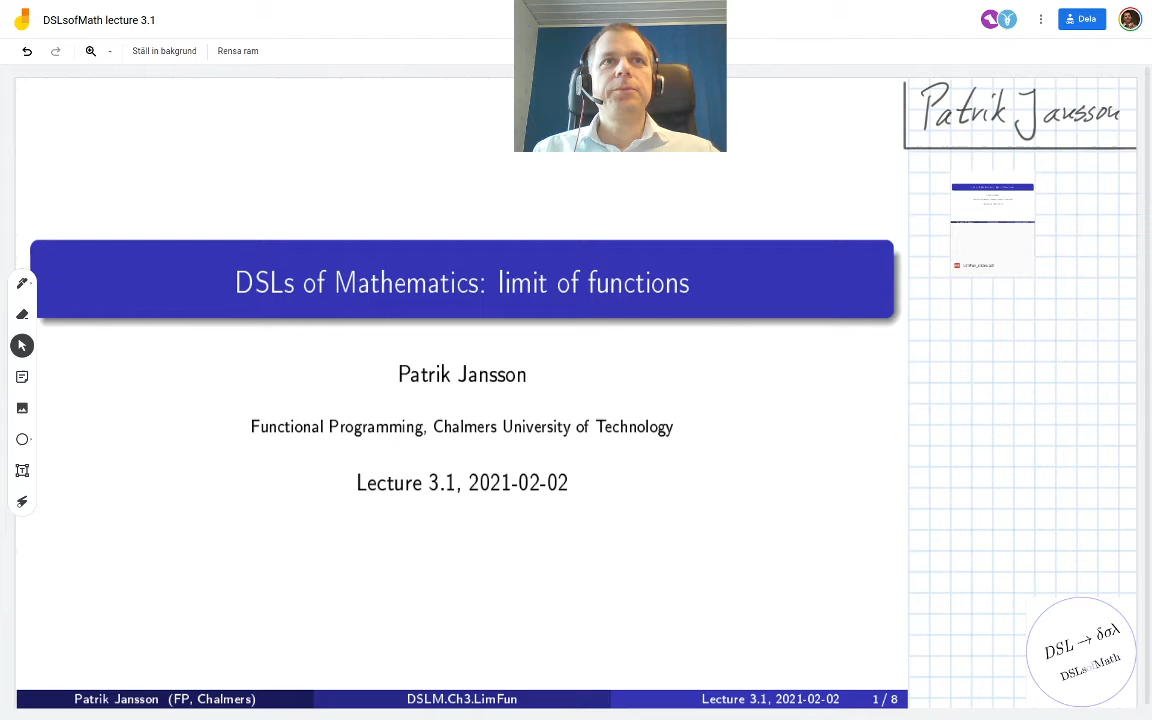 DSLsofMath lecture 3.1
Dela
Ställ in bakgrund
Rensa ram
Patrik Jansson
DSLs of Mathematics: limit of functions
Patrik Jansson
Functional Programming, Chalmers University of Technology
Lecture 3.1, 2021-02-02
DSL → δσλ
DSLsofMath
Patrik Jansson (FP, Chalmers)
DSLM.Ch3.LimFun
Lecture 3.1, 2021-02-02
1 / 8